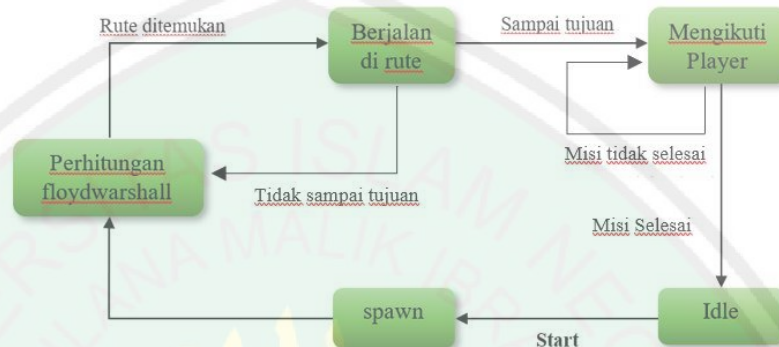 Rute ditemukan
Berjalan
di rute
Sampai tujuan
Mengikuti
Player
Perhitungan
floydwarshall
Tidak sampai tujuan
Misi tidak selesai
Misi Selesai
spawn
Start
Idle